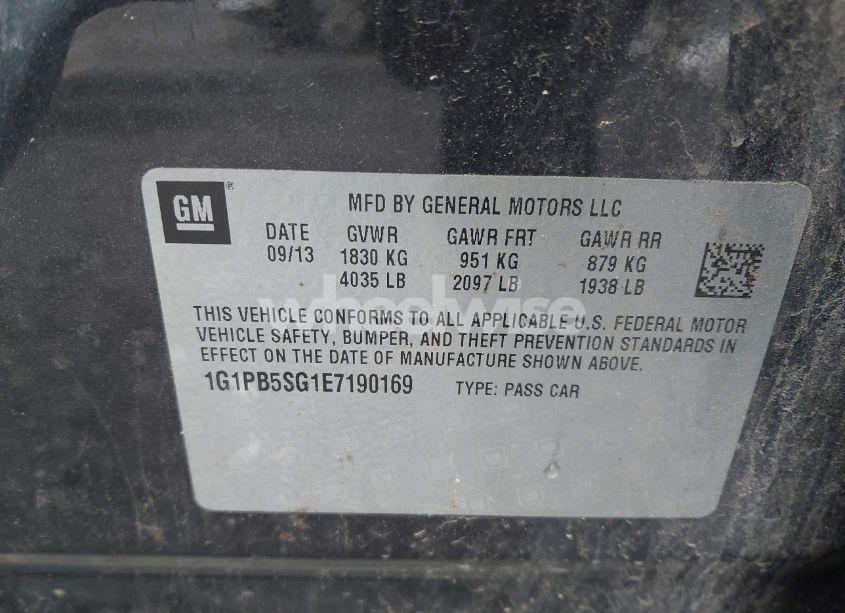 GM®
MFD BY GENERAL MOTORS LLC
DATE GVWR GAWR FRT GAWR RR
09/13 1830 KG 951 KG 879 KG
4035 LB 2097 LB 1938 LB
THIS VEHICLE CONFORMS TO ALL APPLICABLE U.S. FEDERAL MOTOR
VEHICLE SAFETY, BUMPER, AND THEFT PREVENTION STANDARDS IN
EFFECT ON THE DATE OF MANUFACTURE SHOWN ABOVE.
1G1PB5SG1E7190169 TYPE: PASS CAR
wheelwise